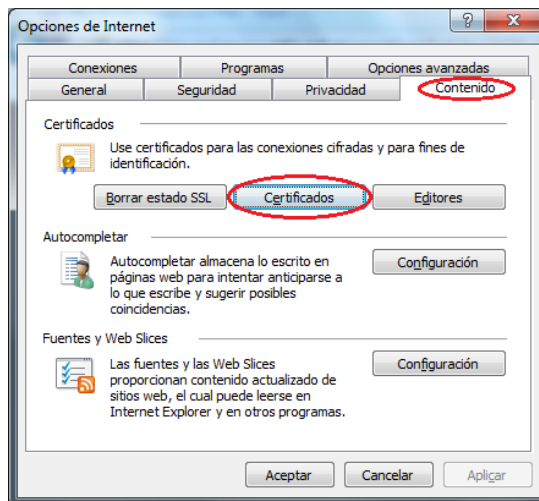 Opciones de Internet
Conexiones Programas Opciones avanzadas
General Seguridad Privacidad Contenido
Certificados
Use certificados para las conexiones cifradas y para fines de
identificación.
Borrar estado SSL Certificados Editores
Autocompletar
Autocompletar almacena lo escrito en
páginas web para intentar anticiparse a
lo que escribe y sugerir posibles
coincidencias.
Configuración
Fuentes y Web Slices
Las fuentes y las Web Slices
proporcionan contenido actualizado de
sitios web, el cual puede leerse en
Internet Explorer y en otros programas.
Configuración
Aceptar Cancelar Aplicar